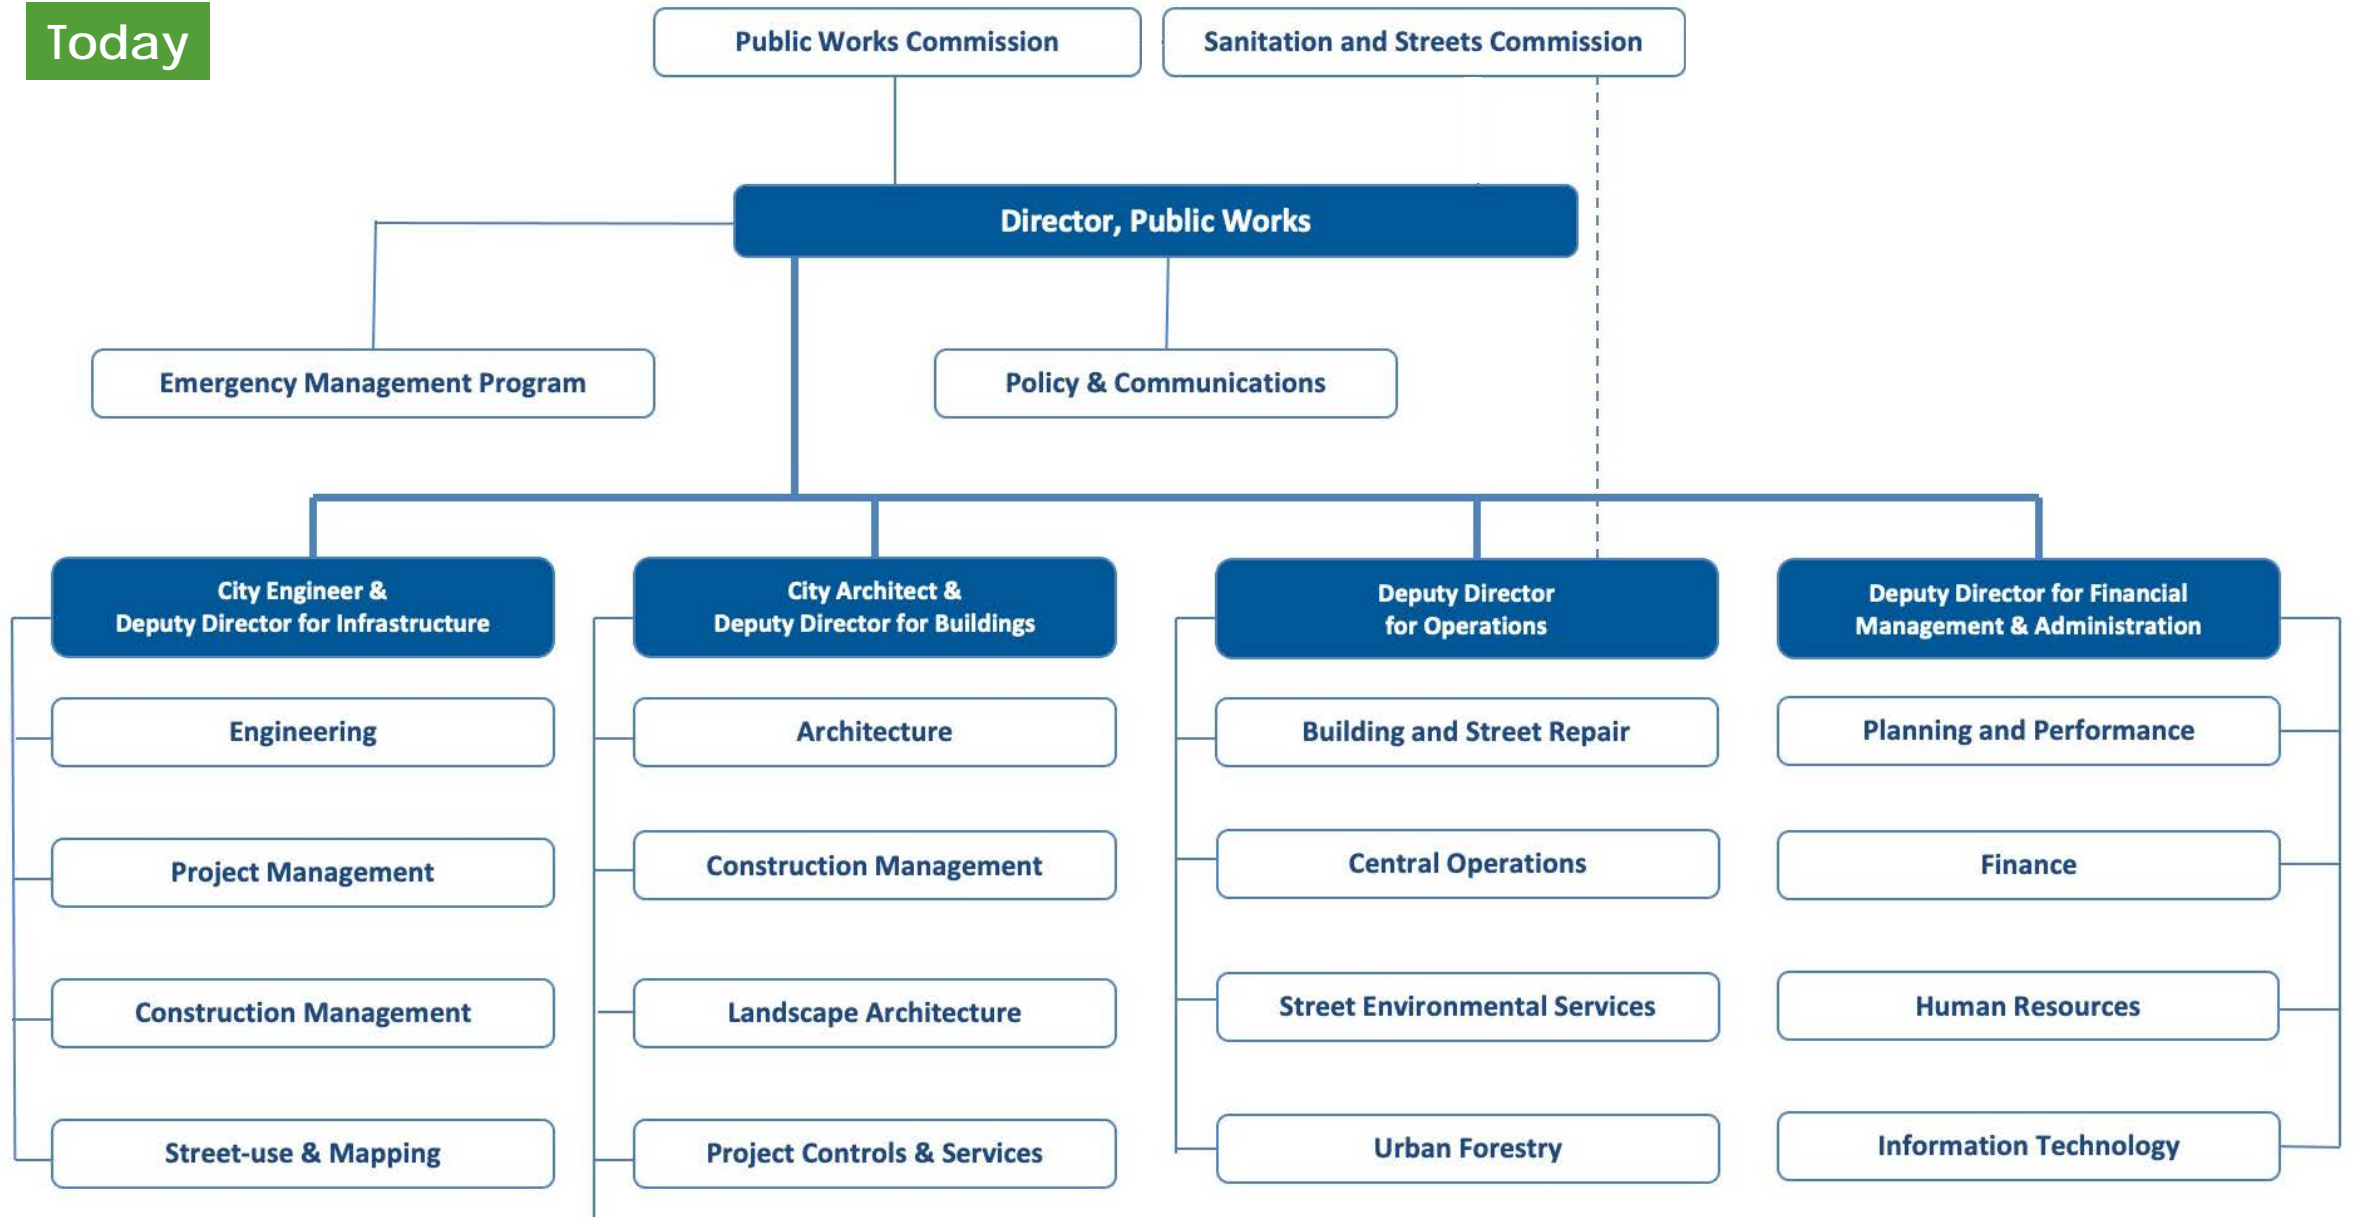 Today
Public Works Commission
Sanitation and Streets Commission
Director, Public Works
Emergency Management Program
Policy & Communications
City Engineer &
Deputy Director for Infrastructure
Engineering
Project Management
Construction Management
Street-use & Mapping
City Architect &
Deputy Director for Buildings
Architecture
Construction Management
Landscape Architecture
Project Controls & Services
Deputy Director
for Operations
Building and Street Repair
Central Operations
Street Environmental Services
Urban Forestry
Deputy Director for Financial
Management & Administration
Planning and Performance
Finance
Human Resources
Information Technology